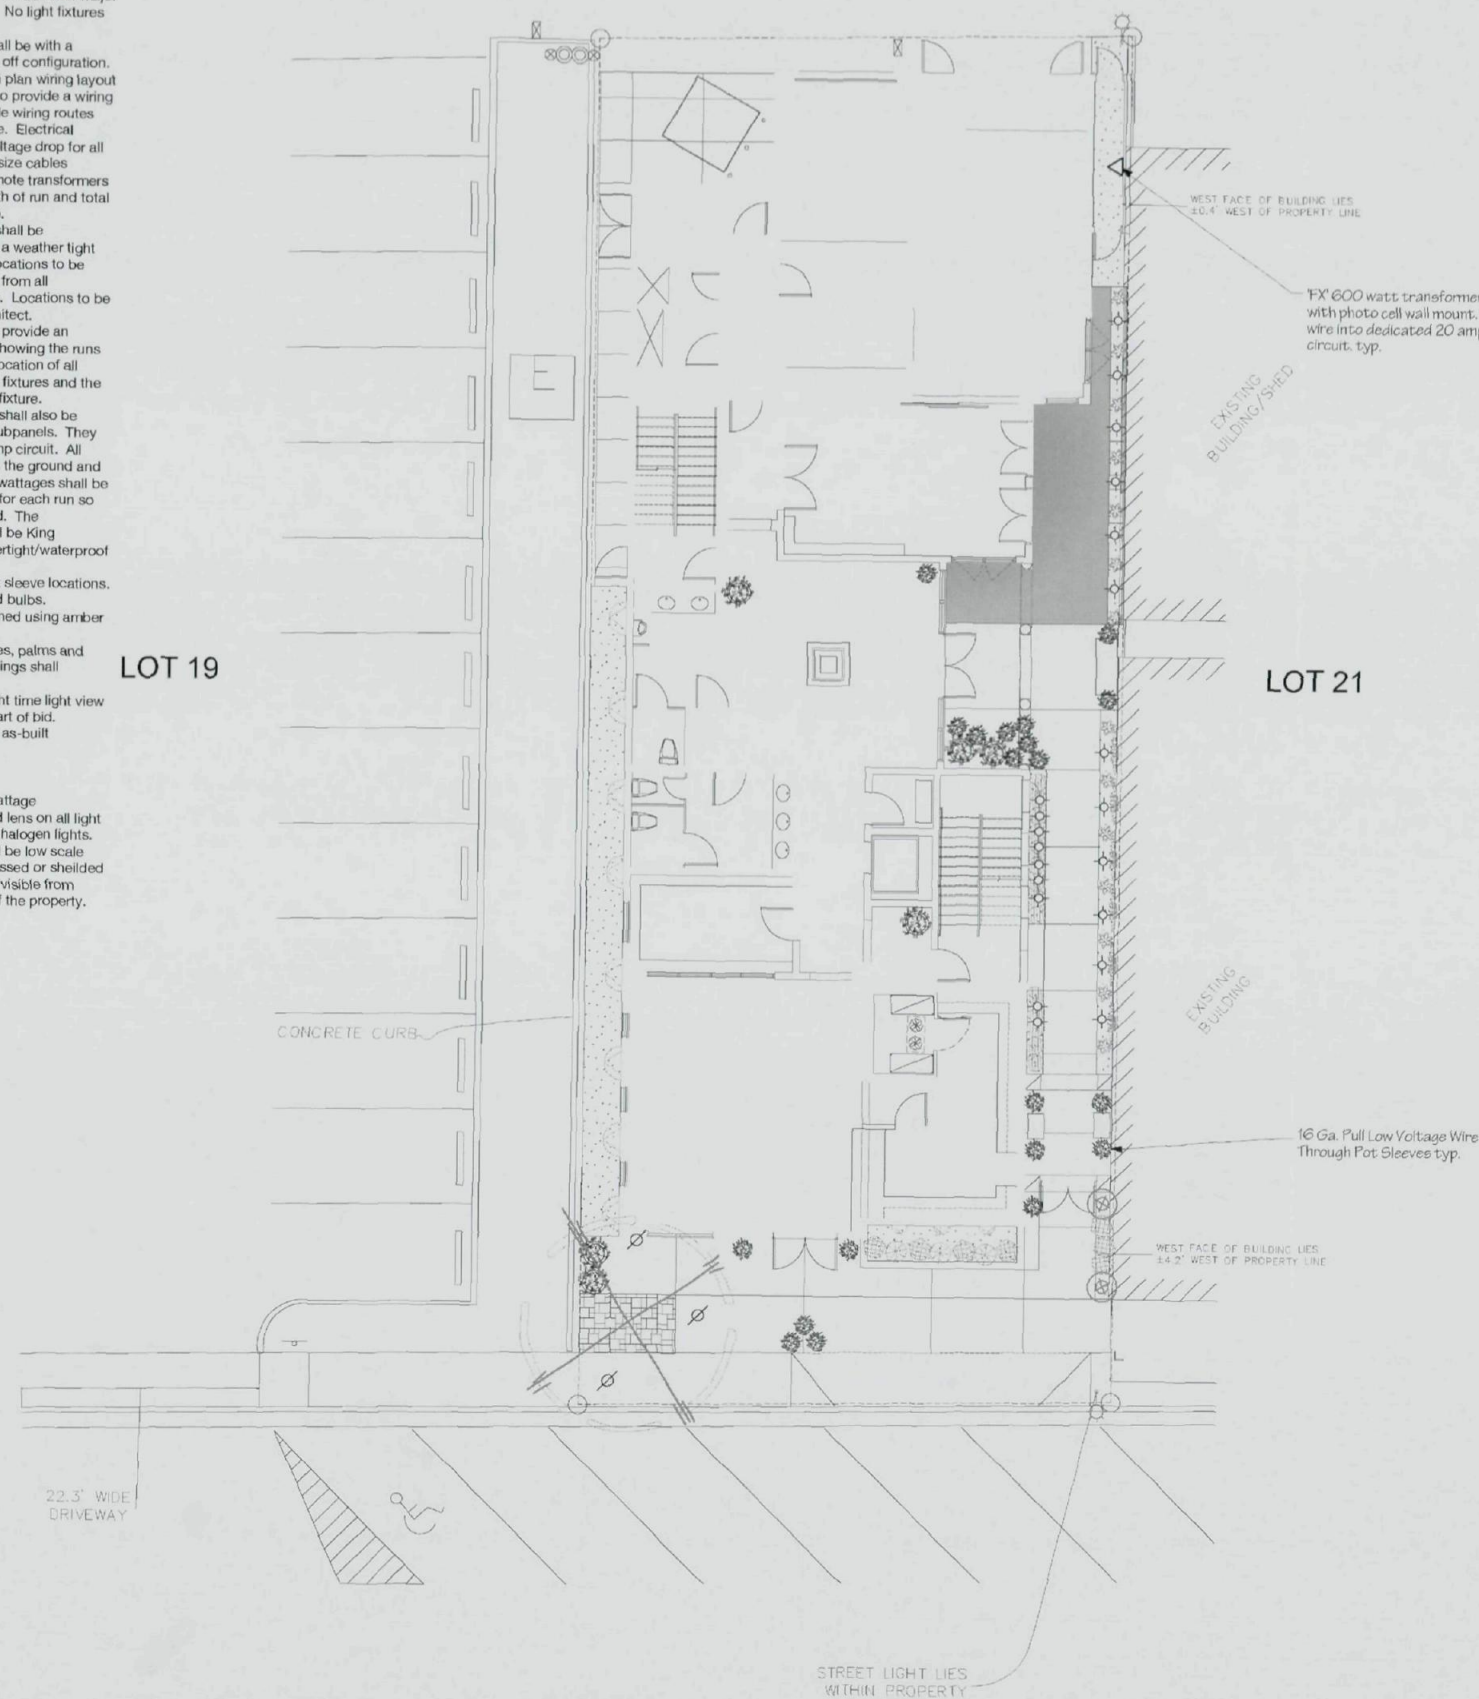 No light fixtures
all be with a
off configuration.
plan wiring layout
o provide a wiring
e wiring routes
e. Electrical
ltage drop for all
size cables
note transformers
h of run and total
shall be
a weather tight
ocations to be
from all
. Locations to be
itect.
provide an
howing the runs
ocation of all
fixtures and the
fixture.
shall also be
ubpanels. They
np circuit. All
the ground and
wattages shall be
for each run so
d. The
l be King
ertight/waterproof
sleeve locations.
d bulbs.
ned using amber
es, palms and
ings shall
ht time light view
art of bid.
as-built
attage
d lens on all light
halogen lights.
be low scale
ssed or sheilded
visible from
f the property.
LOT 19
E
WEST FACE OF BUILDING LIES
±0.4' WEST OF PROPERTY LINE
'FX' 600 watt transforme
with photo cell wall mount.
wire into dedicated 20 am
circuit. typ.
EXISTING
BUILDING/SHED
LOT 21
EXISTING
BUILDING
CONCRETE CURB
16 Ga. Pull Low Voltage Wire
Through Pot Sleeves typ.
WEST FACE OF BUILDING LIES
±4.2' WEST OF PROPERTY LINE
22.3' WIDE
DRIVEWAY
STREET LIGHT LIES
WITHIN PROPERTY